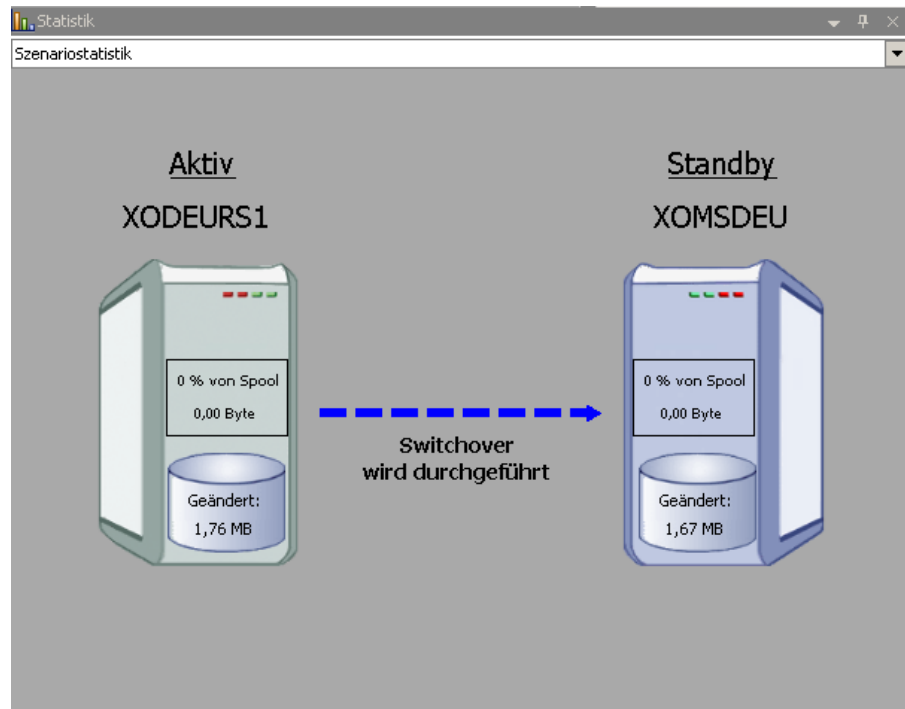 Statistik
Szenariostatistik
Aktiv
Standby
XODEURS1
XOMSDEU
0 % von Spool
0,00 Byte
0 % von Spool
0,00 Byte
Switchover
wird durchgeführt
Geändert:
1,76 MB
Geändert:
1,67 MB